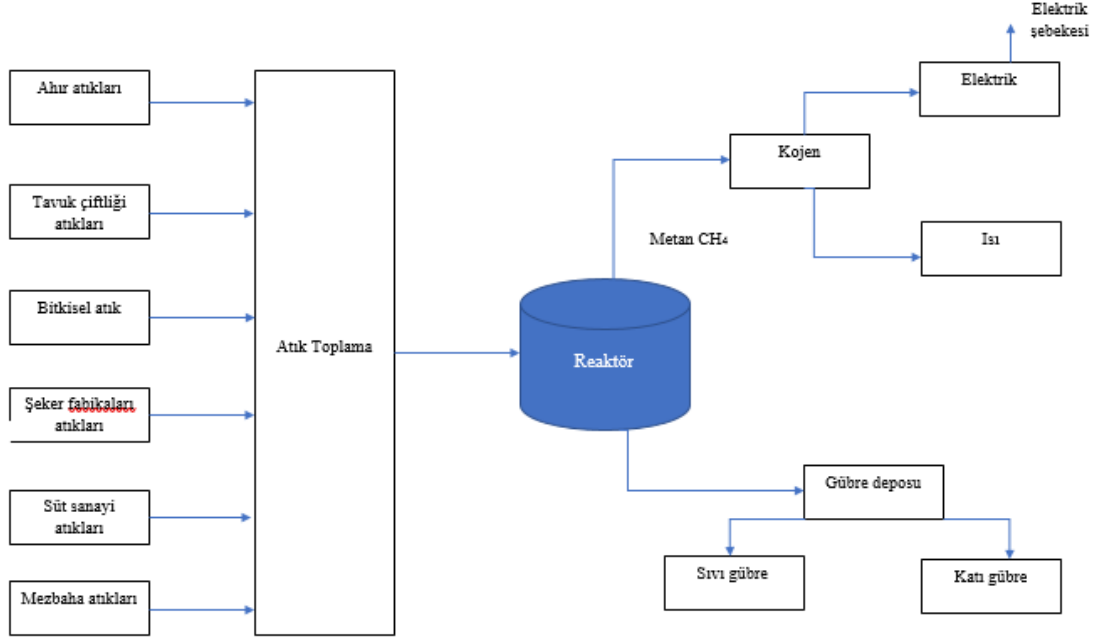 Elektrik
şebekesi
Ahır atıkları
Elektrik
Kojen
Tavuk çiftliği
atıkları
Metan CH₄
Isı
Bitkisel atık
Atık Toplama
Reaktör
Şeker fabikaları
atıkları
Gübre deposu
Süt sanayi
atıkları
Sıvı gübre
Katı gübre
Mezbaha atıkları